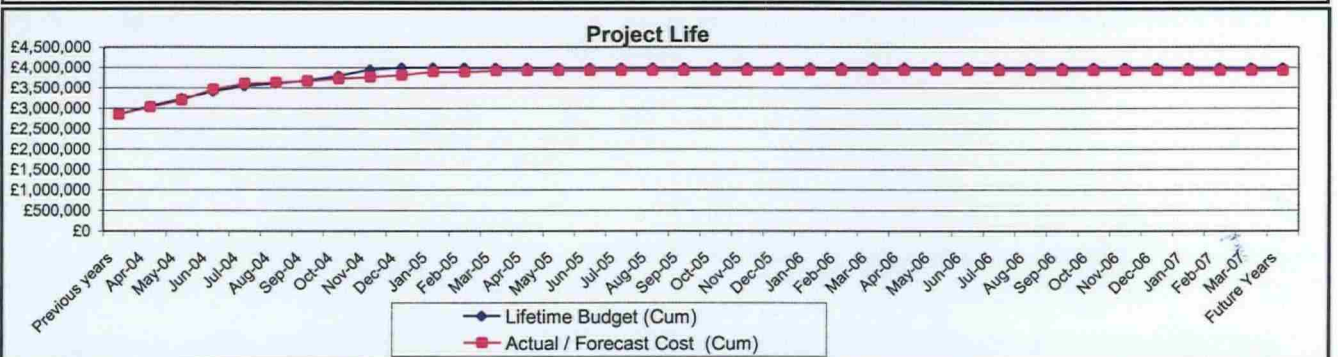 Project Life
£4,500,000
£4,000,000
£3,500,000
£3,000,000
£2,500,000
£2,000,000
£1,500,000
£1,000,000
£500,000
£0
Previous years
Apr-04
May-04
Jun-04
Jul-04
Aug-04
Sep-04
Oct-04
Nov-04
Dec-04
Jan-05
Feb-05
Mar-05
Apr-05
May-05
Jun-05
Jul-05
Aug-05
Sep-05
Oct-05
Nov-05
Dec-05
Jan-06
Feb-06
Mar-06
Apr-06
May-06
Jun-06
Jul-06
Aug-06
Sep-06
Oct-06
Nov-06
Dec-06
Jan-07
Feb-07
Mar-07
Future Years
Lifetime Budget (Cum)
Actual / Forecast Cost (Cum)